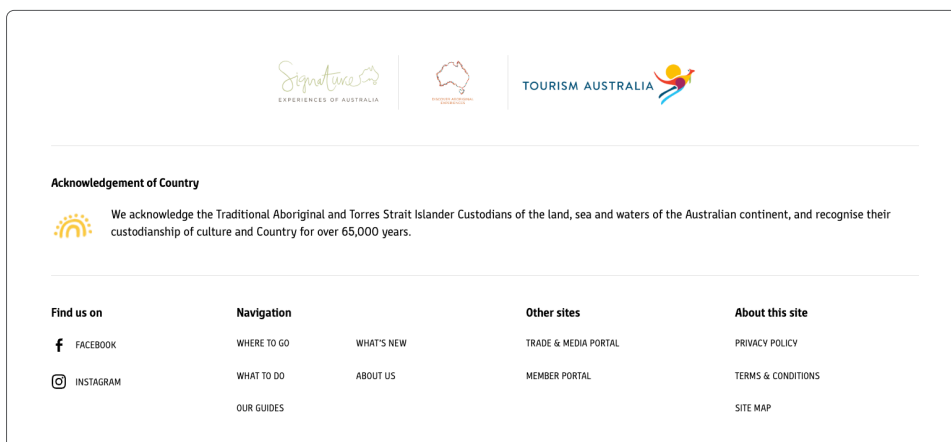 Signature
EXPERIENCES OF AUSTRALIA
DISCOVER ABORIGINAL
EXPERIENCES
TOURISM AUSTRALIA
Acknowledgement of Country
We acknowledge the Traditional Aboriginal and Torres Strait Islander Custodians of the land, sea and waters of the Australian continent, and recognise their
custodianship of culture and Country for over 65,000 years.
Find us on
FACEBOOK
INSTAGRAM
Navigation
WHERE TO GO
WHAT TO DO
OUR GUIDES
WHAT'S NEW
ABOUT US
Other sites
TRADE & MEDIA PORTAL
MEMBER PORTAL
About this site
PRIVACY POLICY
TERMS & CONDITIONS
SITE MAP